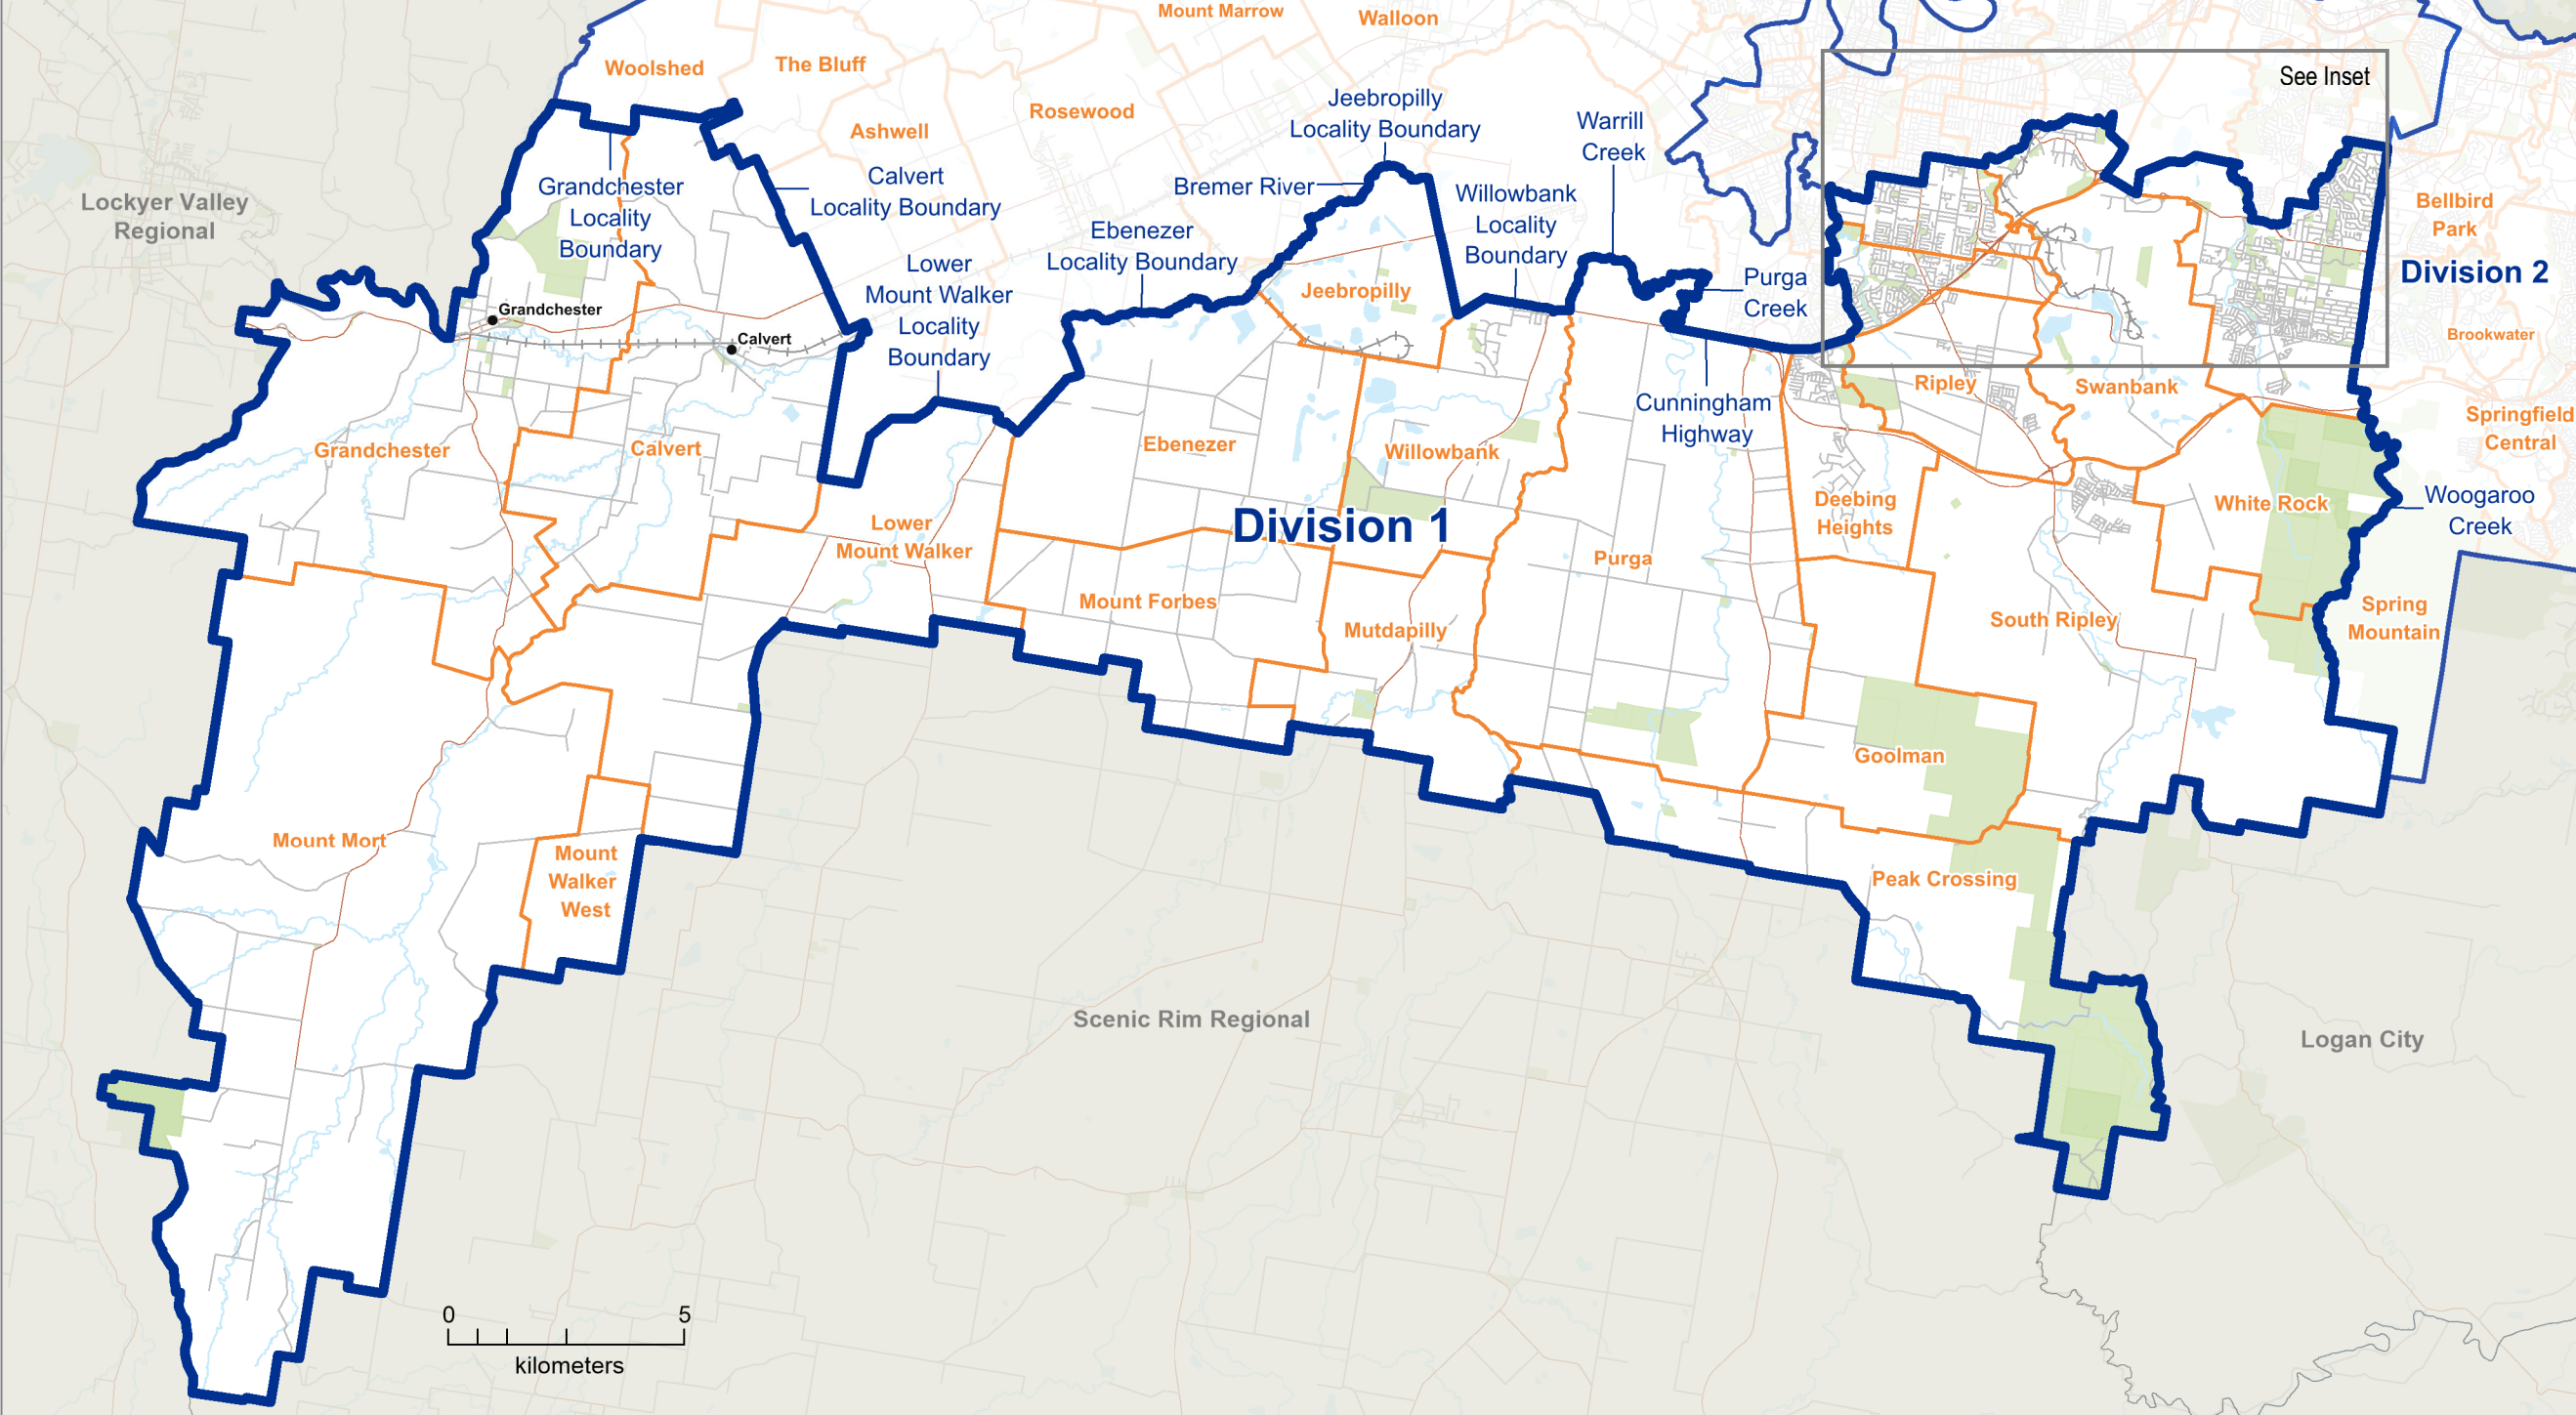 Mount Marrow
Walloon
Woolshed
The Bluff
See Inset
Rosewood
Ashwell
Jeebropilly
Locality Boundary
Warrill
Creek
Lockyer Valley
Regional
Grandchester
Locality
Boundary
Calvert
Locality Boundary
Bremer River
Willowbank
Locality
Boundary
Bellbird
Park
Ebenezer
Locality Boundary
Lower
Mount Walker
Locality
Boundary
Jeebropilly
Purga
Creek
Division 2
Grandchester
Calvert
Brookwater
Cunningham
Highway
Ripley
Swanbank
Springfield
Central
Grandchester
Calvert
Ebenezer
Willowbank
Deebing
Heights
White Rock
Woogaroo
Creek
Lower
Mount Walker
Division 1
Purga
Mount Forbes
Mutdapilly
South Ripley
Spring
Mountain
Goolman
Mount Mort
Mount
Walker
West
Peak Crossing
Scenic Rim Regional
Logan City
0 5
kilometers